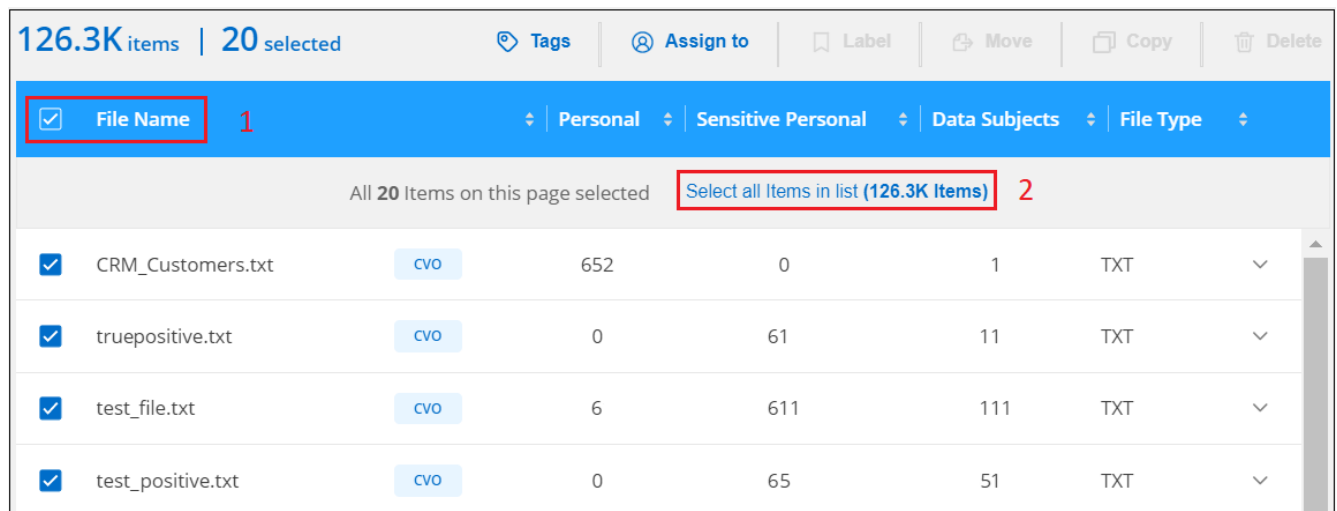 126.3K items | 20 selected Tags Assign to Label Move Copy Delete
File Name 1 Personal Sensitive Personal Data Subjects File Type
All 20 Items on this page selected Select all Items in list (126.3K Items) 2
CRM_Customers.txt CVO 652 0 1 TXT
truepositive.txt CVO 0 61 11 TXT
test_file.txt CVO 6 611 111 TXT
test_positive.txt CVO 0 65 51 TXT